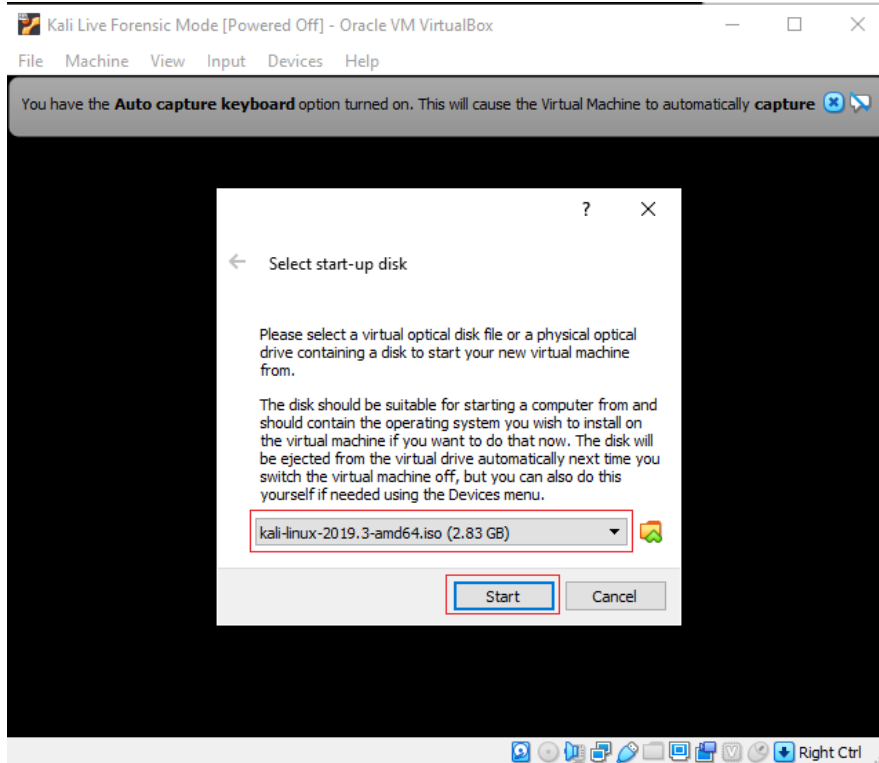 Kali Live Forensic Mode [Powered Off] - Oracle VM VirtualBox
File Machine View Input Devices Help
You have the Auto capture keyboard option turned on. This will cause the Virtual Machine to automatically capture
?
Select start-up disk
Please select a virtual optical disk file or a physical optical
drive containing a disk to start your new virtual machine
from.
The disk should be suitable for starting a computer from and
should contain the operating system you wish to install on
the virtual machine if you want to do that now. The disk will
be ejected from the virtual drive automatically next time you
switch the virtual machine off, but you can also do this
yourself if needed using the Devices menu.
kali-linux-2019.3-amd64.iso (2.83 GB)
Start Cancel
Right Ctrl